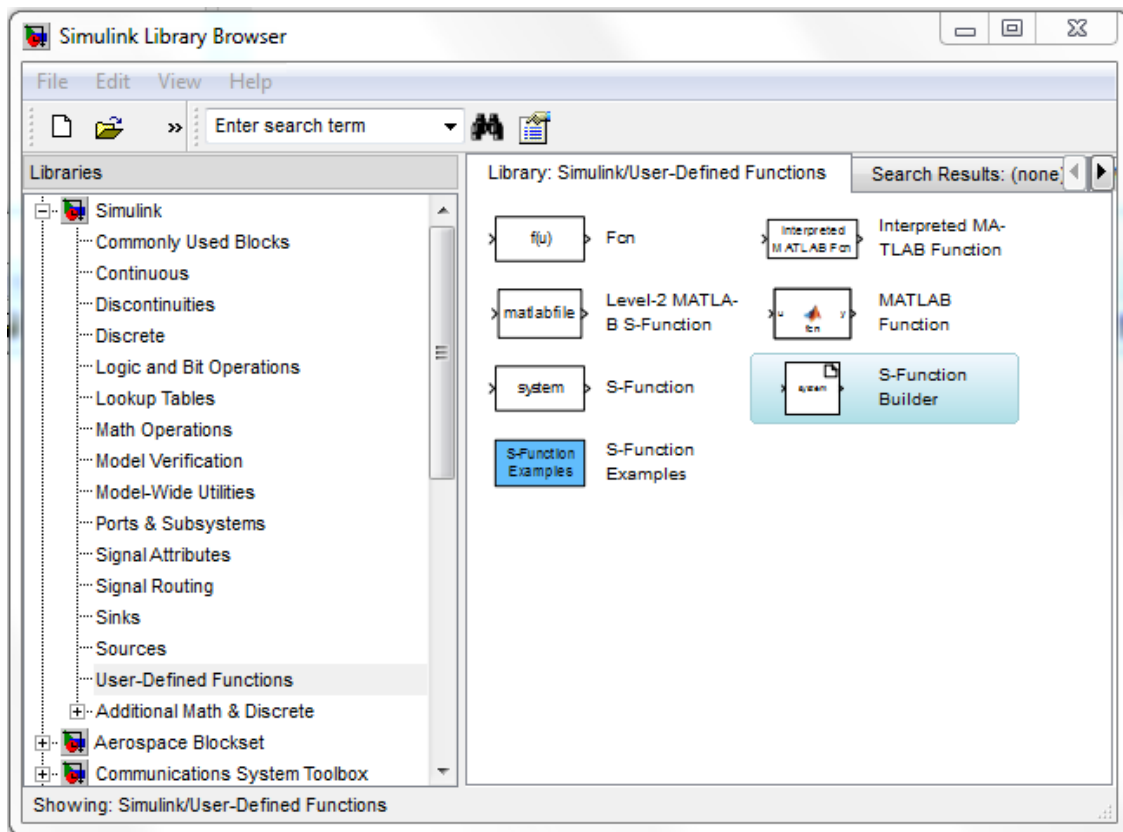 Simulink Library Browser
File Edit View Help
» Enter search term
Libraries
Simulink
Commonly Used Blocks
Continuous
Discontinuities
Discrete
Logic and Bit Operations
Lookup Tables
Math Operations
Model Verification
Model-Wide Utilities
Ports & Subsystems
Signal Attributes
Signal Routing
Sinks
Sources
User-Defined Functions
Additional Math & Discrete
Aerospace Blockset
Communications System Toolbox
Library: Simulink/User-Defined Functions
Search Results: (none)
f(u)
Fcn
Interpreted
MATLAB Fcn
Interpreted MA-
TLAB Function
matlabfile
Level-2 MATLA-
B S-Function
u y
fcn
MATLAB
Function
system
S-Function
system
S-Function
Builder
S-Function
Examples
S-Function
Examples
Showing: Simulink/User-Defined Functions